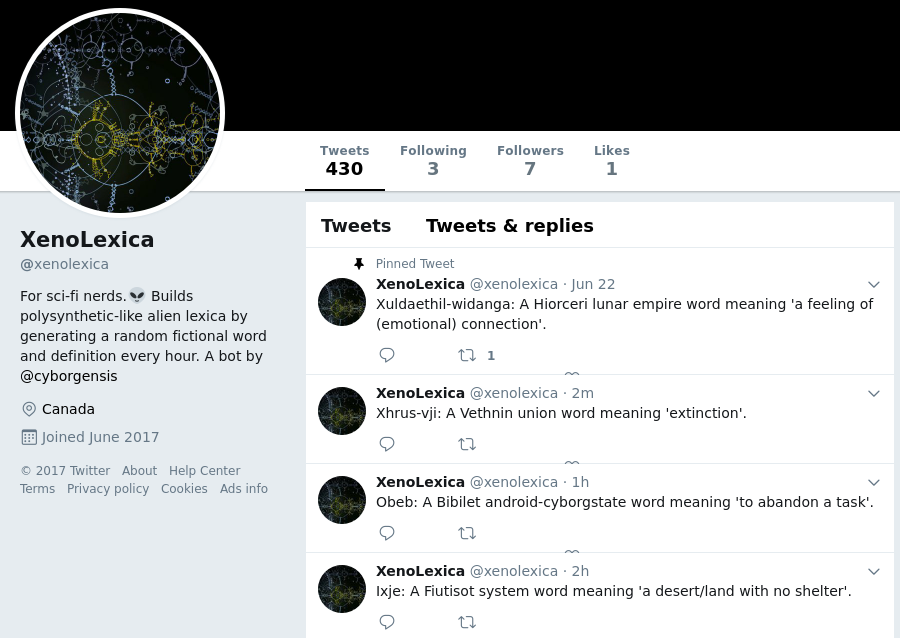 Tweets Following Followers Likes
430 3 7 1
XenoLexica
@xenolexica
For sci-fi nerds.👽 Builds
polysynthetic-like alien lexica by
generating a random fictional word
and definition every hour. A bot by
@cyborgensis
Canada
Joined June 2017
© 2017 Twitter About Help Center
Terms Privacy policy Cookies Ads info
Tweets Tweets & replies
Pinned Tweet
XenoLexica @xenolexica · Jun 22
Xuldaethil-widanga: A Hiorceri lunar empire word meaning 'a feeling of
(emotional) connection'.
1
XenoLexica @xenolexica · 2m
Xhrus-vji: A Vethnin union word meaning 'extinction'.
XenoLexica @xenolexica · 1h
Obeb: A Bibilet android-cyborgstate word meaning 'to abandon a task'.
XenoLexica @xenolexica · 2h
Ixje: A Fiutisot system word meaning 'a desert/land with no shelter'.